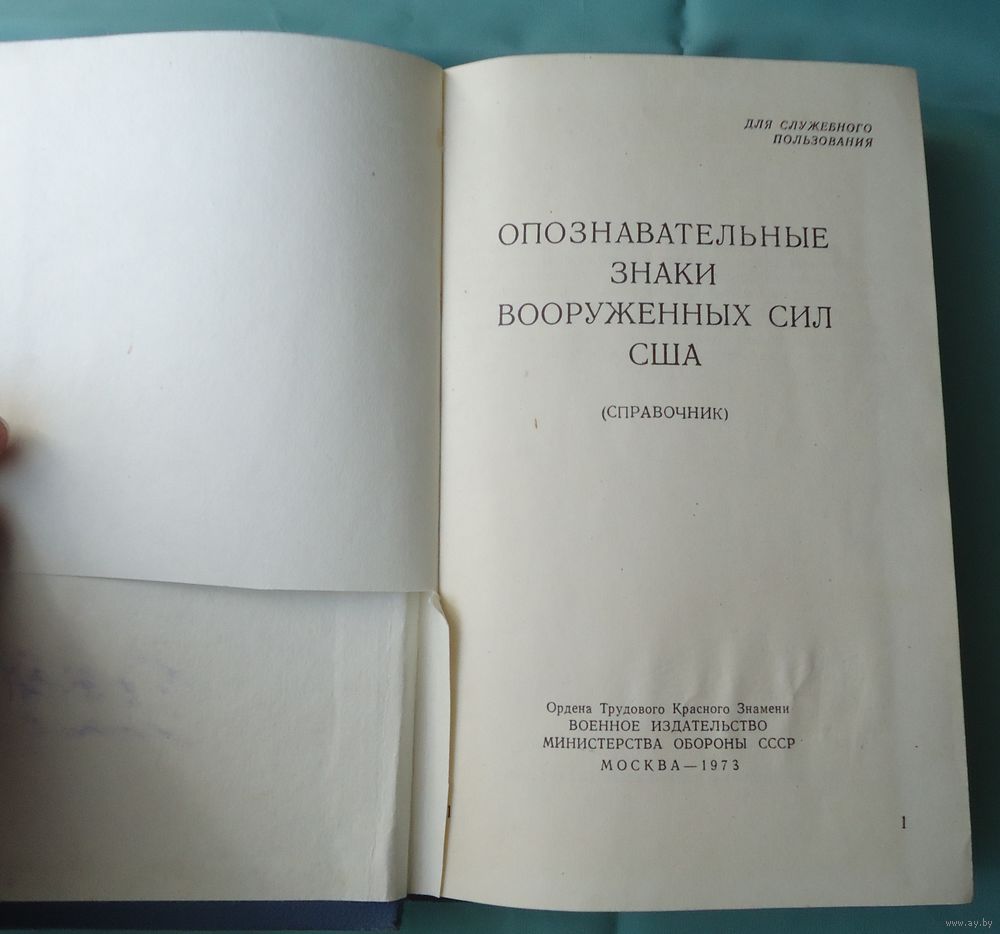 ДЛЯ СЛУЖЕБНОГО
ПОЛЬЗОВАНИЯ
ОПОЗНАВАТЕЛЬНЫЕ
ЗНАКИ
ВООРУЖЕННЫХ СИЛ
США
(СПРАВОЧНИК)
Ордена Трудового Красного Знамени
ВОЕННОЕ ИЗДАТЕЛЬСТВО
МИНИСТЕРСТВА ОБОРОНЫ СССР
МОСКВА—1973
1
www.ay.by